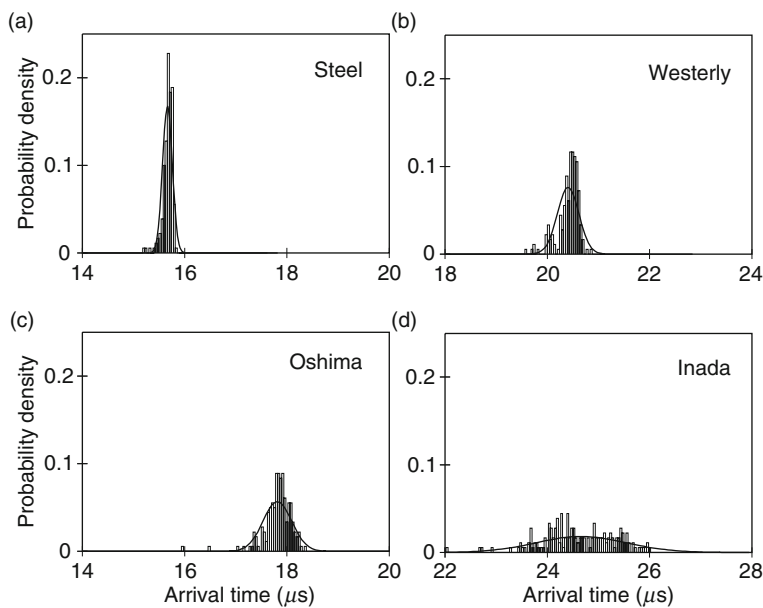 (a)
Steel
Probability density
0.2
0.1
0
14 16 18 20
(b)
Westerly
0.2
0.1
0
18 20 22 24
(c)
Oshima
Probability density
0.2
0.1
0
14 16 18 20
Arrival time (μs)
(d)
Inada
0.2
0.1
0
22 24 26 28
Arrival time (μs)